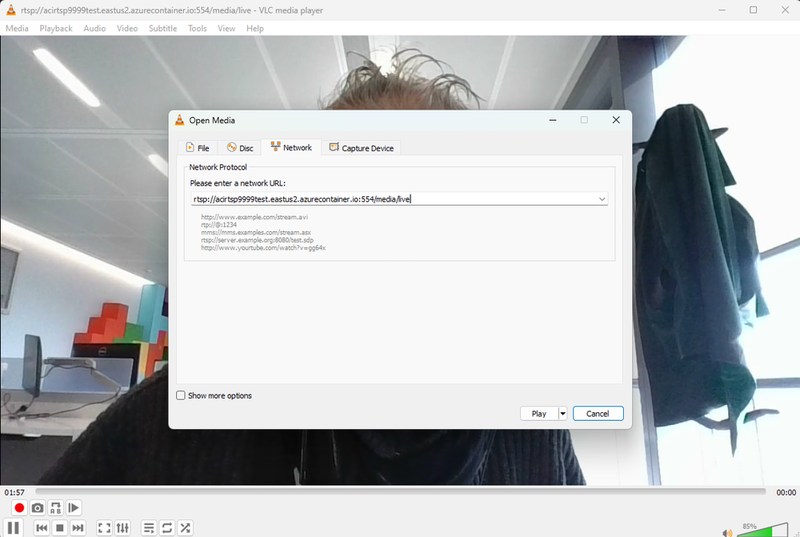 rtsp://acirtsp9999test.eastus2.azurecontainer.io:554/media/live - VLC media player
Media Playback Audio Video Subtitle Tools View Help
Open Media
File Disc Network Capture Device
Network Protocol
Please enter a network URL:
rtsp://acirtsp9999test.eastus2.azurecontainer.io:554/media/live
http://www.example.com/stream.avi
rtp://@:1234
mms://mms.examples.com/stream.asx
rtsp://server.example.org:8080/test.sdp
http://www.yourtube.com/watch?v=gg64x
Show more options
Play Cancel
01:57 00:00
85%